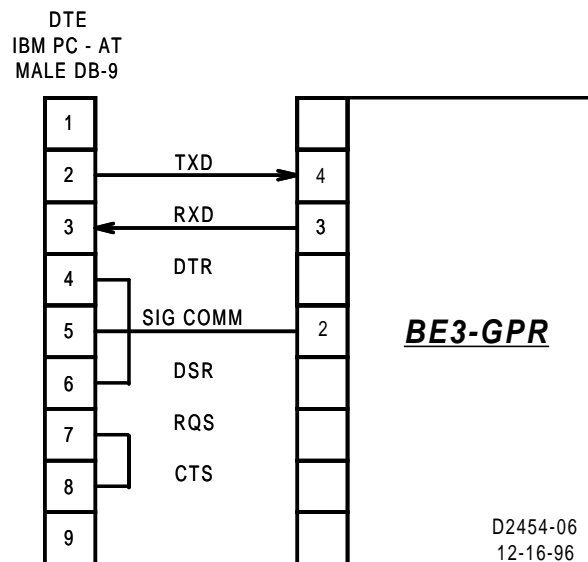 DTE
IBM PC - AT
MALE DB-9
1
2 TXD 4
3 RXD 3
4 DTR
5 SIG COMM 2
BE3-GPR
6 DSR
7 RQS
8 CTS
9
D2454-06
12-16-96